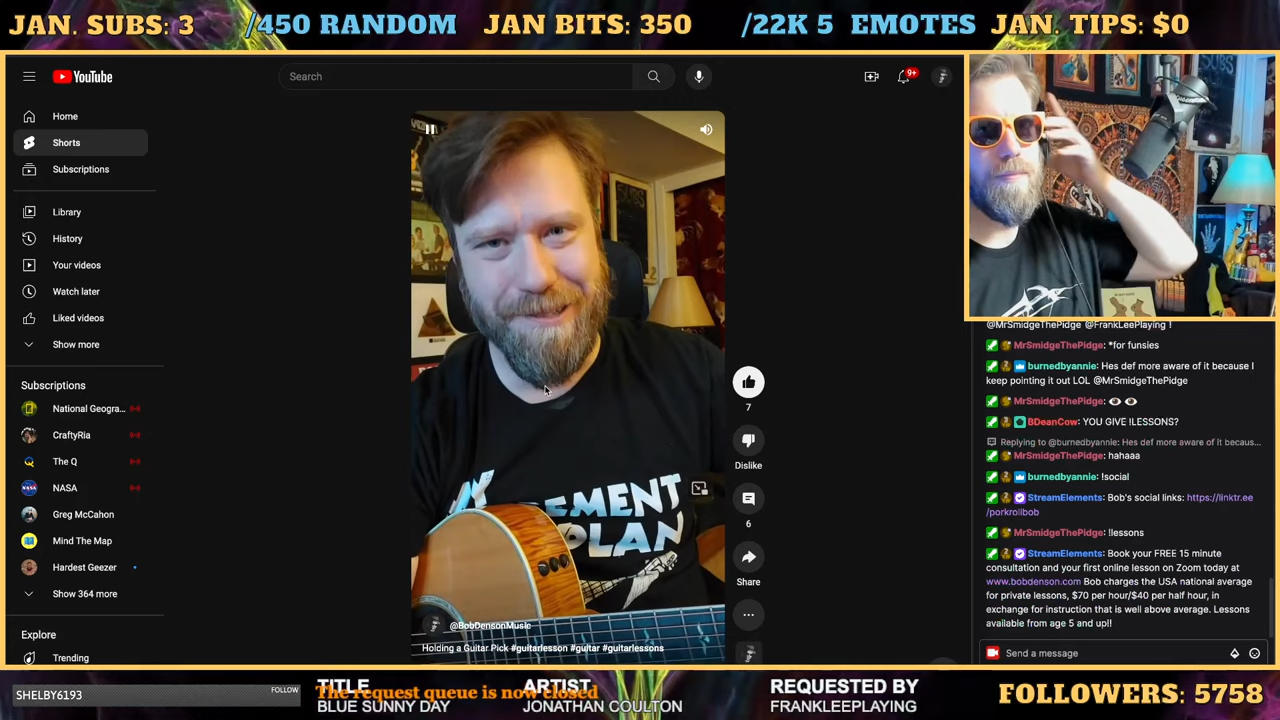 JAN. SUBS: 3 /450 RANDOM JAN BITS: 350 /22K 5 EMOTES JAN. TIPS: $0
YouTube
Search
9+
Home
Shorts
Subscriptions
Library
History
Your videos
Watch later
Liked videos
Show more
Subscriptions
National Geogra...
CraftyRia
The Q
NASA
Greg McCahon
Mind The Map
Hardest Geezer
Show 364 more
Explore
Trending
EMENT
PLAN
7
Dislike
6
Share
@BobDensonMusic
Holding a Guitar Pick #guitarlesson #guitar #guitarlessons
@MrSmidgeThePidge @FrankLeePlaying !
MrSmidgeThePidge: *for funsies
burnedbyannie: Hes def more aware of it because I
keep pointing it out LOL @MrSmidgeThePidge
MrSmidgeThePidge: 👁️ 👁️
BDeanCow: YOU GIVE !LESSONS?
Replying to @burnedbyannie: Hes def more aware of it becaus...
MrSmidgeThePidge: hahaaa
burnedbyannie: !social
StreamElements: Bob's social links: https://linktr.ee
/porkrollbob
MrSmidgeThePidge: !lessons
StreamElements: Book your FREE 15 minute
consultation and your first online lesson on Zoom today at
www.bobdenson.com Bob charges the USA national average
for private lessons, $70 per hour/$40 per half hour, in
exchange for instruction that is well above average. Lessons
available from age 5 and up!!
Send a message
SHELBY6193
FOLLOW
The request queue is now closed
TITLE
BLUE SUNNY DAY
ARTIST
JONATHAN COULTON
REQUESTED BY
FRANKLEEPLAYING
FOLLOWERS: 5758